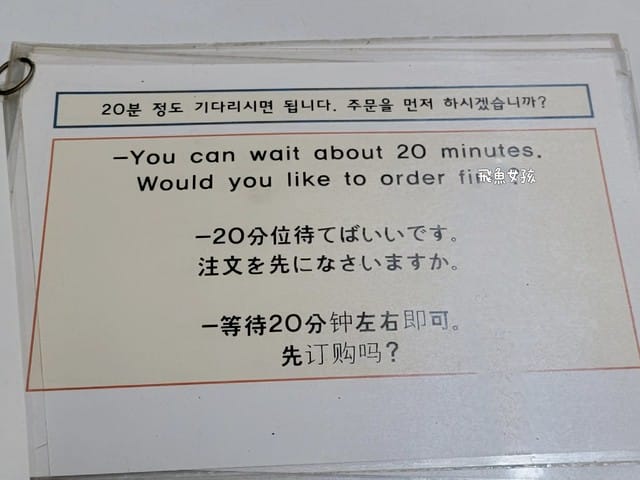 20분 정도 기다리시면 됩니다. 주문을 먼저 하시겠습니까?
-You can wait about 20 minutes.
Would you like to order
飛魚女孩
-20分位待てばいいです。
注文を先になさいますか。
-等待20分钟左右即可。
先订购吗?